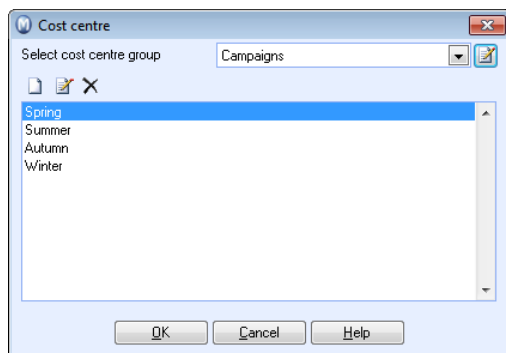 Cost centre
Select cost centre group Campaigns
Spring
Summer
Autumn
Winter
OK Cancel Help